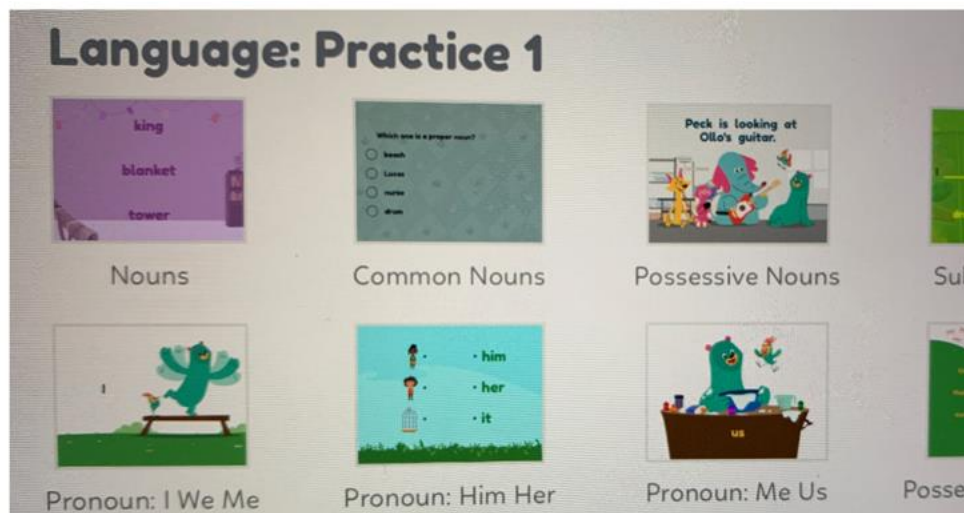 Language: Practice 1
king
blanket
tower
Nouns
Which one is a proper noun?
beach
Lucas
nurse
drum
Common Nouns
Peck is looking at
Ollo's guitar.
Possessive Nouns
Su
I
Pronoun: I We Me
him
her
it
Pronoun: Him Her
us
Pronoun: Me Us
Posse